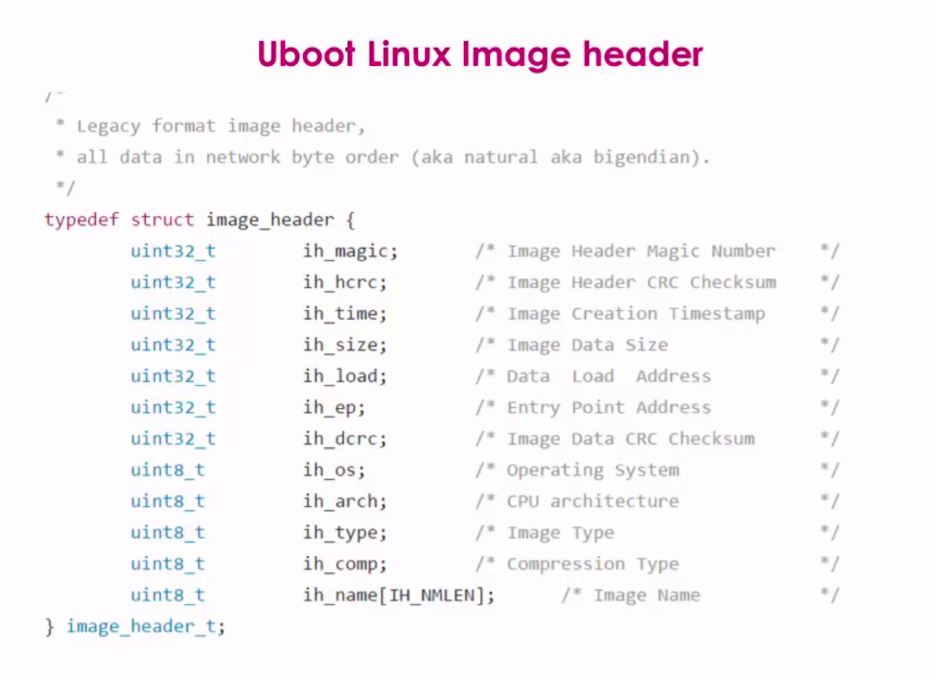 Uboot Linux Image header
/*
 * Legacy format image header,
 * all data in network byte order (aka natural aka bigendian).
 */
typedef struct image_header {
        uint32_t        ih_magic;       /* Image Header Magic Number    */
        uint32_t        ih_hcrc;        /* Image Header CRC Checksum    */
        uint32_t        ih_time;        /* Image Creation Timestamp     */
        uint32_t        ih_size;        /* Image Data Size              */
        uint32_t        ih_load;        /* Data  Load  Address          */
        uint32_t        ih_ep;          /* Entry Point Address          */
        uint32_t        ih_dcrc;        /* Image Data CRC Checksum      */
        uint8_t         ih_os;          /* Operating System             */
        uint8_t         ih_arch;        /* CPU architecture             */
        uint8_t         ih_type;        /* Image Type                   */
        uint8_t         ih_comp;        /* Compression Type             */
        uint8_t         ih_name[IH_NMLEN];      /* Image Name           */
} image_header_t;